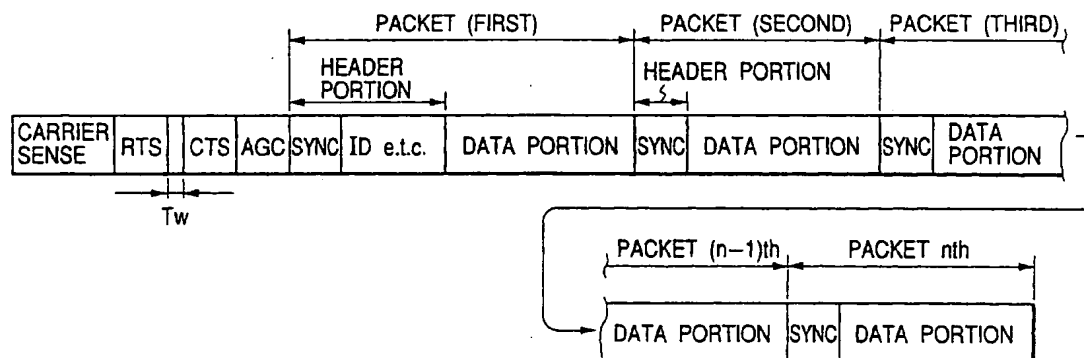 PACKET (FIRST) PACKET (SECOND) PACKET (THIRD)
HEADER PORTION HEADER PORTION
CARRIER SENSE RTS CTS AGC SYNC ID e.t.c. DATA PORTION SYNC DATA PORTION SYNC DATA PORTION
Tw
PACKET (n−1)th PACKET nth
DATA PORTION SYNC DATA PORTION